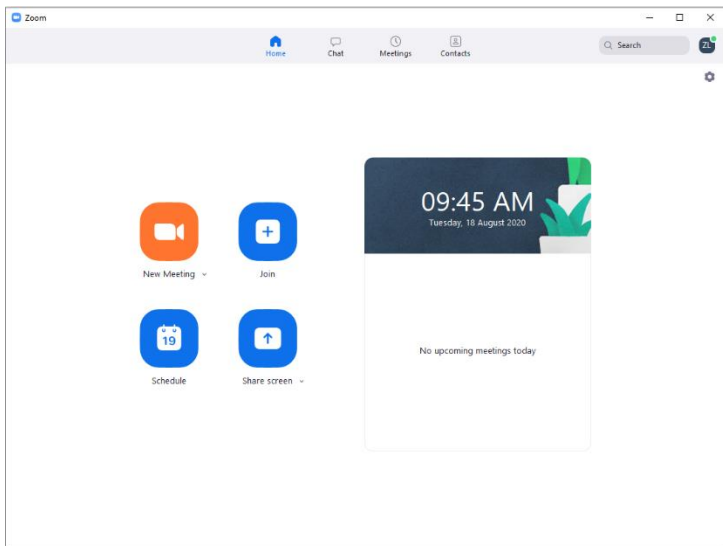 Zoom
Home
Chat
Meetings
Contacts
Search
ZL
09:45 AM
Tuesday, 18 August 2020
New Meeting
Join
19
Schedule
Share screen
No upcoming meetings today